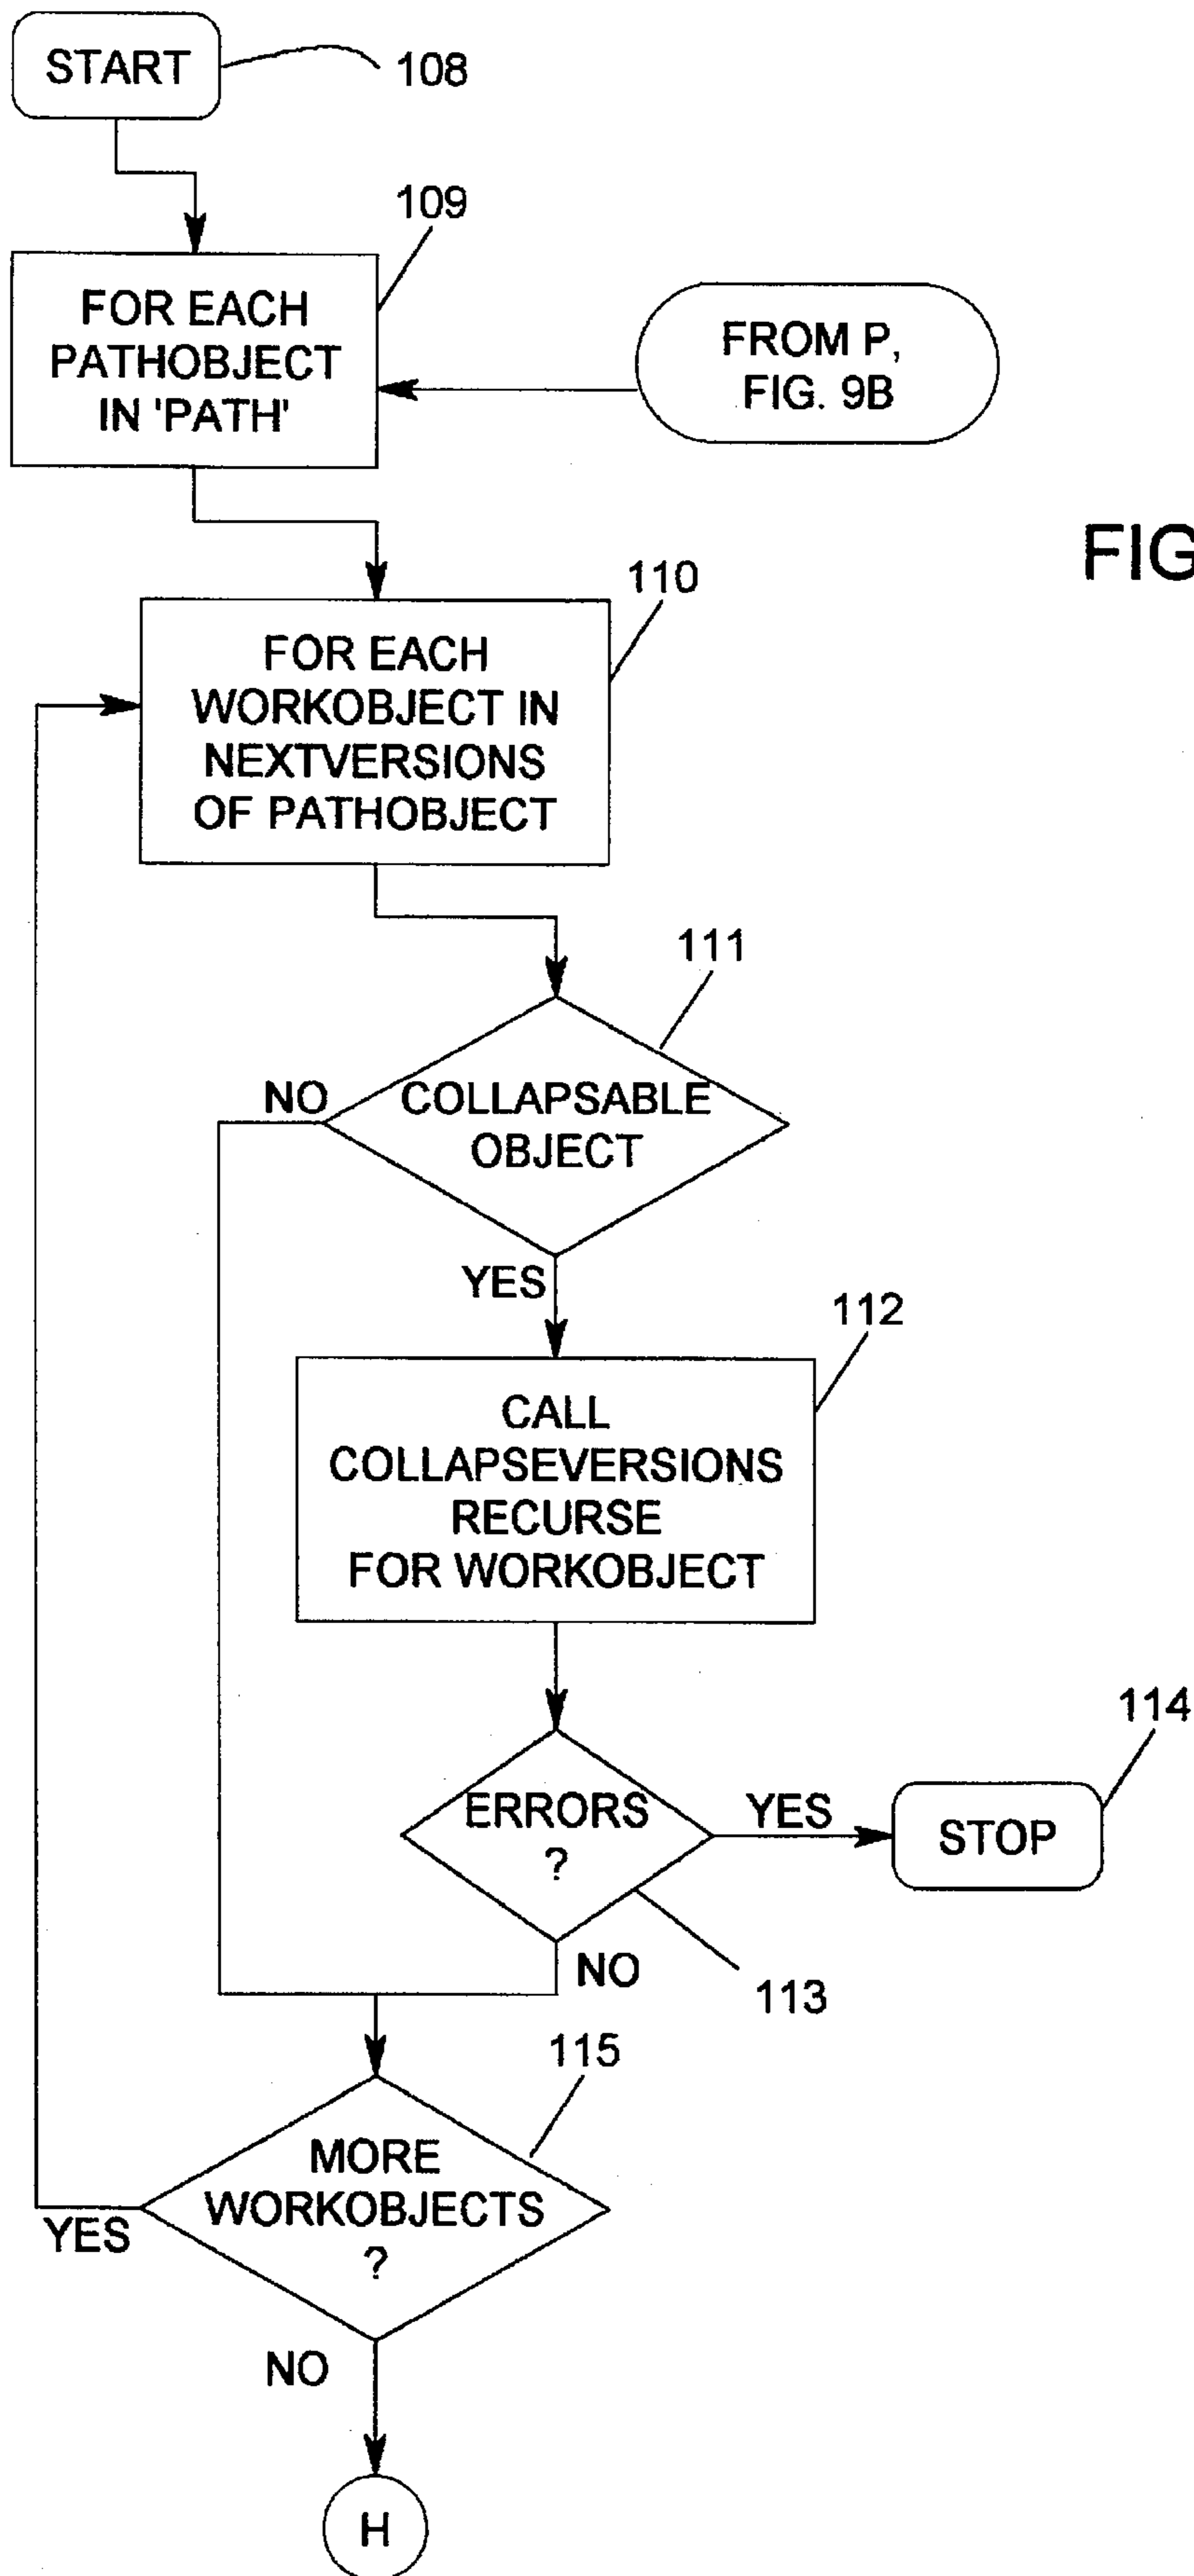 START
108
109
FOR EACH
PATHOBJECT
IN 'PATH'
FROM P,
FIG. 9B
FIG
110
FOR EACH
WORKOBJECT IN
NEXTVERSIONS
OF PATHOBJECT
111
NO
COLLAPSABLE
OBJECT
YES
112
CALL
COLLAPSEVERSIONS
RECURSE
FOR WORKOBJECT
114
ERRORS
?
YES
STOP
NO
113
115
MORE
WORKOBJECTS
?
YES
NO
H